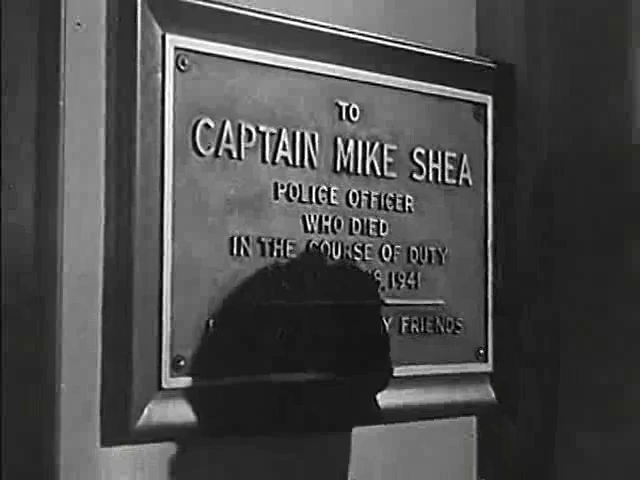 TO
CAPTAIN MIKE SHEA
POLICE OFFICER
WHO DIED
IN THE COURSE OF DUTY
1941
FRIENDS